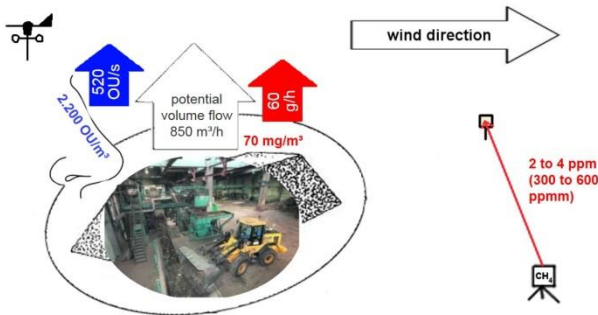 wind direction
520
OU/s
potential
volume flow
850 m³/h
60
g/h
2.200 OU/m³
70 mg/m³
2 to 4 ppm
(300 to 600
ppmm)
CH₄